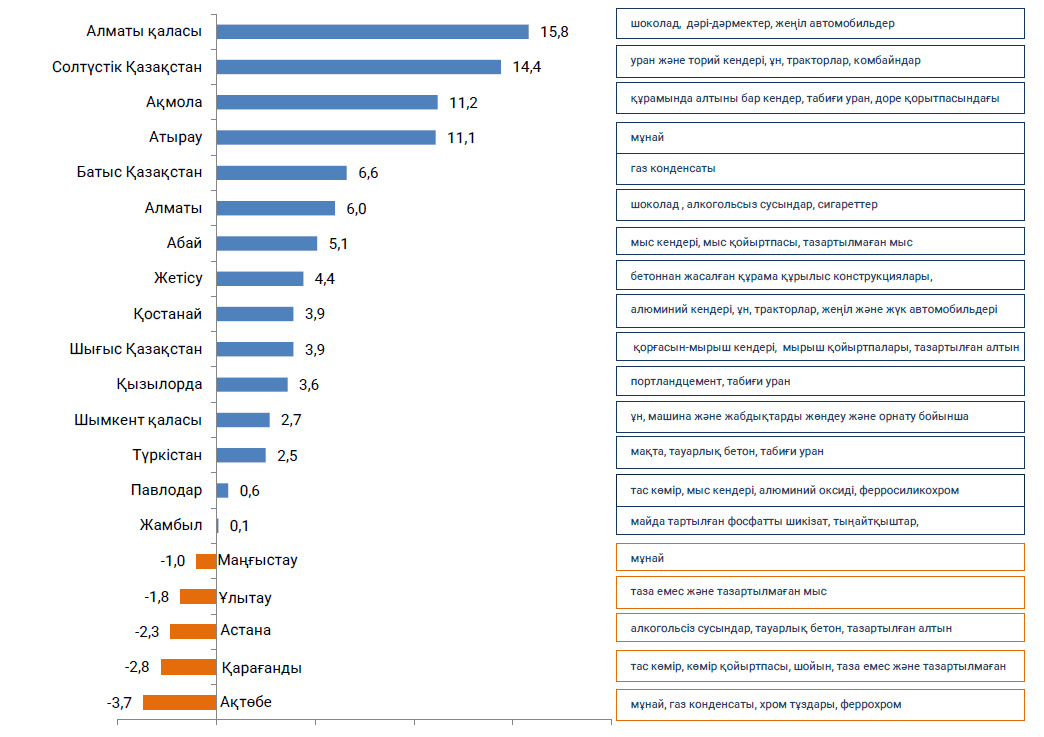 Алматы қаласы 15,8 шоколад, дәрі-дәрмектер, жеңіл автомобильдер
Солтүстік Қазақстан 14,4 уран және торий кендері, ұн, тракторлар, комбайндар
Ақмола 11,2 құрамында алтыны бар кендер, табиғи уран, доре қорытпасындағы
Атырау 11,1 мұнай
Батыс Қазақстан 6,6 газ конденсаты
Алматы 6,0 шоколад , алкогольсыз сусындар, сигареттер
Абай 5,1 мыс кендері, мыс қойыртпасы, тазартылмаған мыс
Жетісу 4,4 бетоннан жасалған құрама құрылыс конструкциялары,
Қостанай 3,9 алюминий кендері, ұн, тракторлар, жеңіл және жүк автомобильдері
Шығыс Қазақстан 3,9 қорғасын-мырыш кендері, мырыш қойыртпалары, тазартылған алтын
Қызылорда 3,6 портландцемент, табиғи уран
Шымкент қаласы 2,7 ұн, машина және жабдықтарды жөндеу және орнату бойынша
Түркістан 2,5 мақта, тауарлық бетон, табиғи уран
Павлодар 0,6 тас көмір, мыс кендері, алюминий оксиді, ферросиликохром
Жамбыл 0,1 майда тартылған фосфатты шикізат, тыңайтқыштар,
-1,0 Маңғыстау мұнай
-1,8 Ұлытау таза емес және тазартылмаған мыс
-2,3 Астана алкогольсіз сусындар, тауарлық бетон, тазартылған алтын
-2,8 Қарағанды тас көмір, көмір қойыртпасы, шойын, таза емес және тазартылмаған
-3,7 Ақтөбе мұнай, газ конденсаты, хром тұздары, феррохром